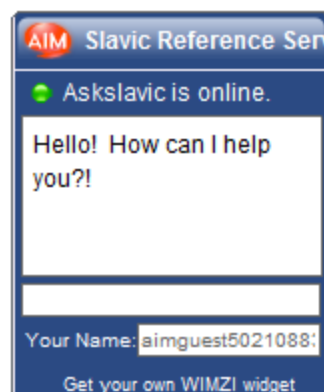 AIM Slavic Reference Ser
Askslavic is online.
Hello! How can I help
you?!
Your Name: aimguest5021088
Get your own WIMZI widget